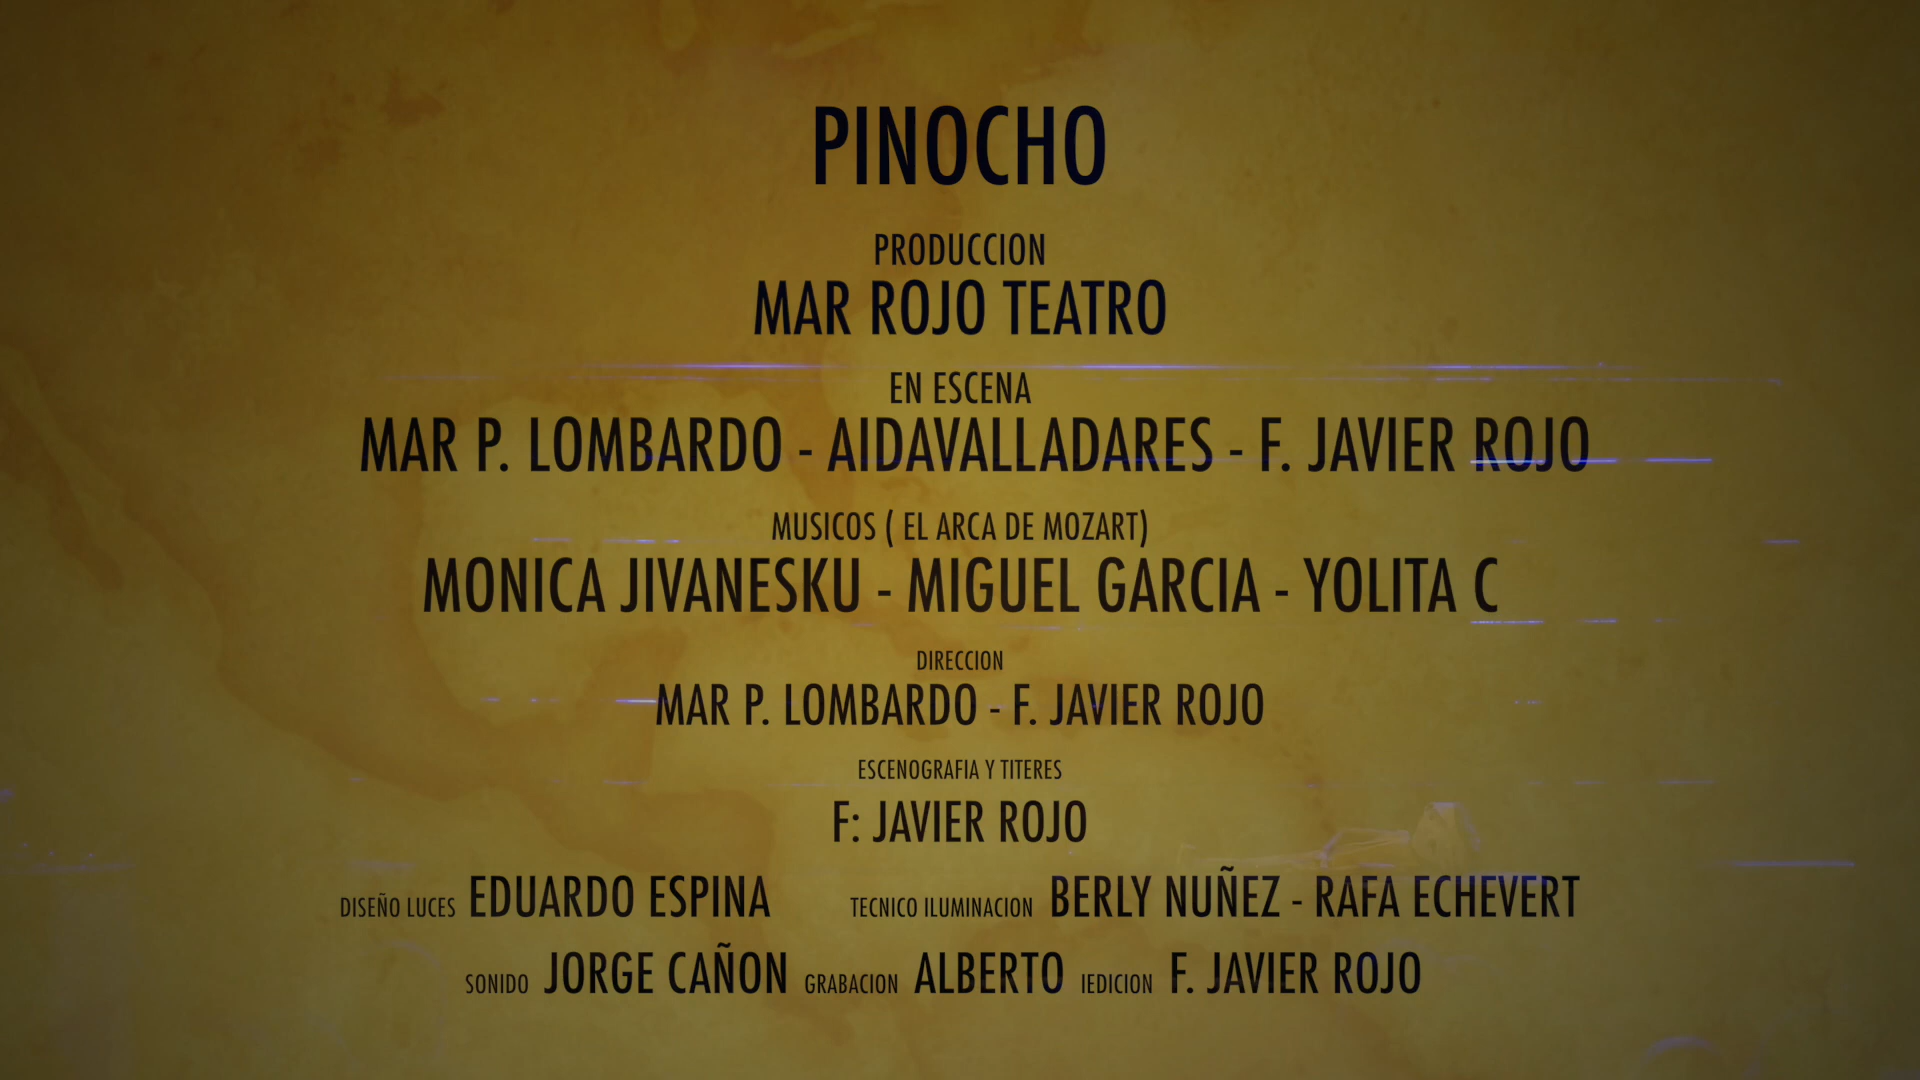 PINOCHO
PRODUCCION
MAR ROJO TEATRO
EN ESCENA
MAR P. LOMBARDO - AIDAVALLADARES - F. JAVIER ROJO
MUSICOS ( EL ARCA DE MOZART)
MONICA JIVANESKU - MIGUEL GARCIA - YOLITA C
DIRECCION
MAR P. LOMBARDO - F. JAVIER ROJO
ESCENOGRAFIA Y TITERES
F: JAVIER ROJO
DISEÑO LUCES EDUARDO ESPINA TECNICO ILUMINACION BERLY NUÑEZ - RAFA ECHEVERT
SONIDO JORGE CAÑON GRABACION ALBERTO IEDICION F. JAVIER ROJO